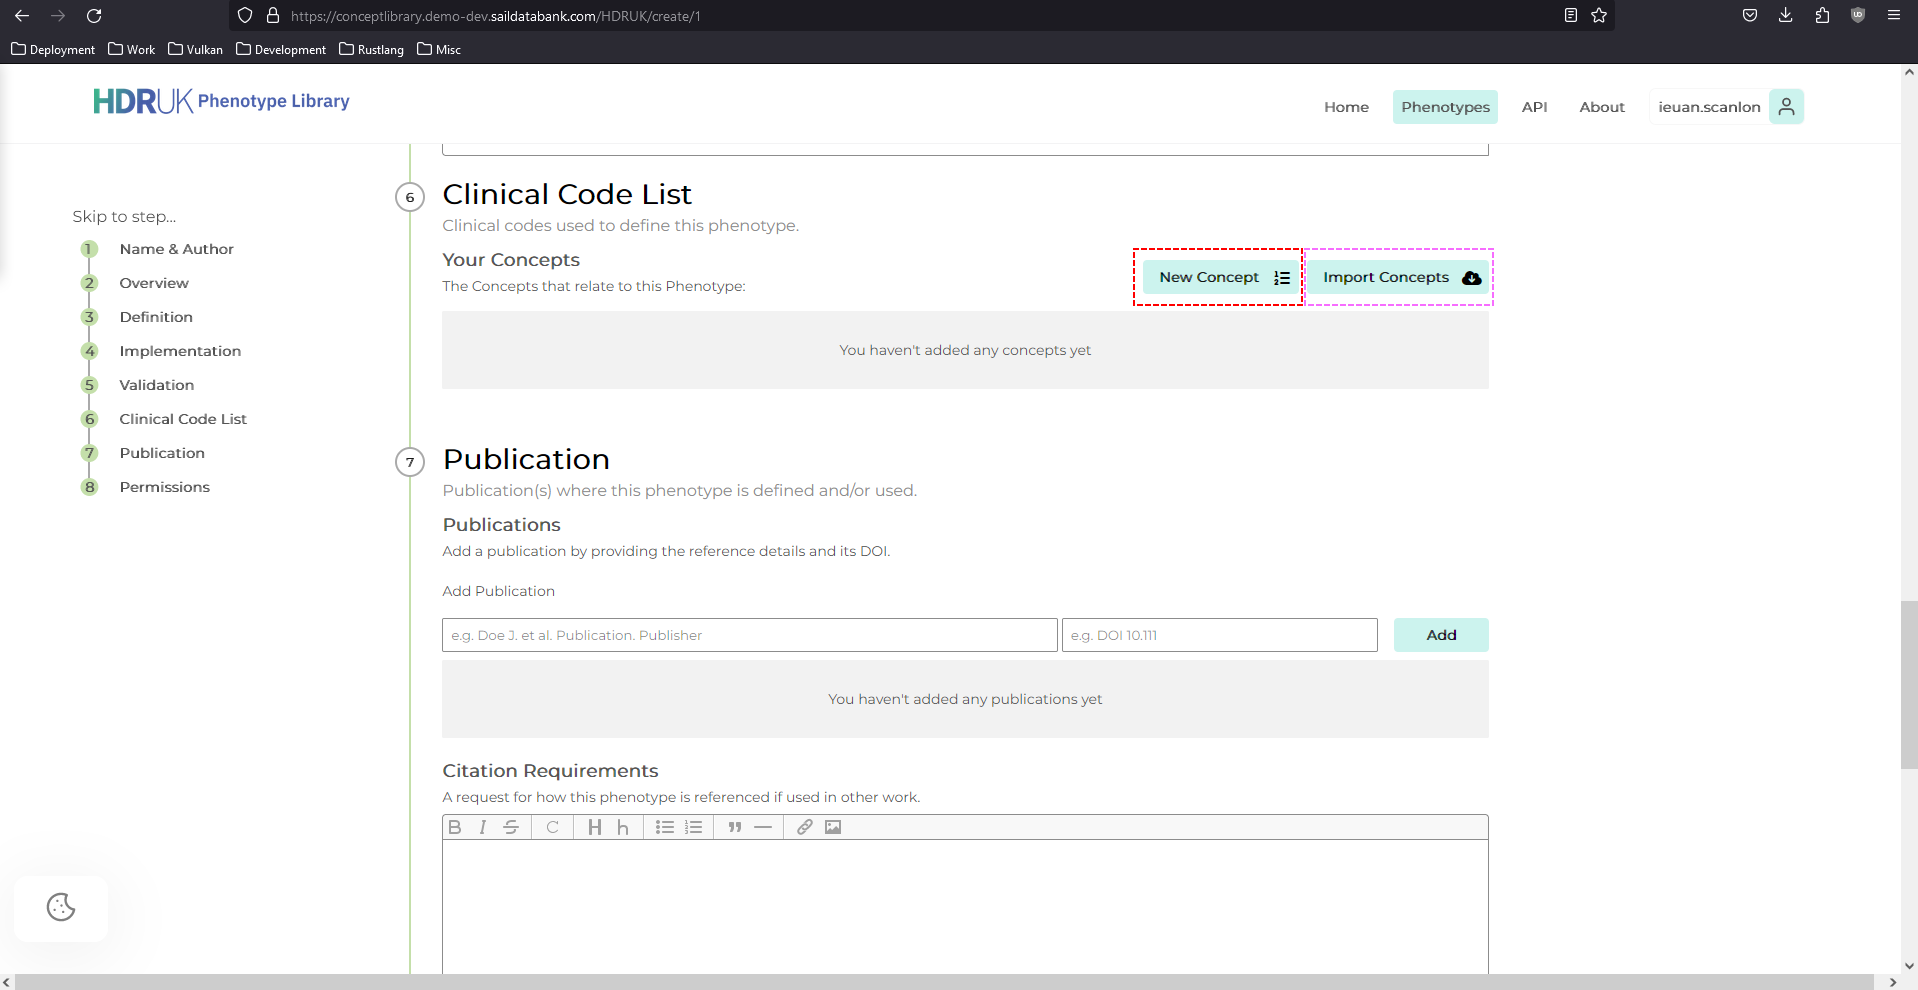 https://conceptlibrary.demo-dev.saildatabank.com/HDRUK/create/1
Deployment Work Vulkan Development Rustlang Misc
HDRUK Phenotype Library
Home Phenotypes API About ieuan.scanlon
Skip to step...
1 Name & Author
2 Overview
3 Definition
4 Implementation
5 Validation
6 Clinical Code List
7 Publication
8 Permissions
6 Clinical Code List
Clinical codes used to define this phenotype.
Your Concepts
The Concepts that relate to this Phenotype:
New Concept Import Concepts
You haven't added any concepts yet
7 Publication
Publication(s) where this phenotype is defined and/or used.
Publications
Add a publication by providing the reference details and its DOI.
Add Publication
e.g. Doe J. et al. Publication. Publisher e.g. DOI 10.111 Add
You haven't added any publications yet
Citation Requirements
A request for how this phenotype is referenced if used in other work.